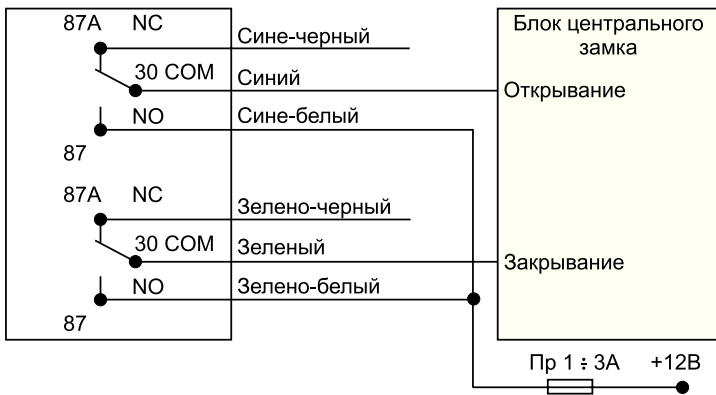 87A NC
Сине-черный
30 COM
Синий
NO
Сине-белый
87
87A NC
Зелено-черный
30 COM
Зеленый
NO
Зелено-белый
87
Блок центрального
замка
Открывание
Закрывание
Пр 1 ÷ 3А
+12В